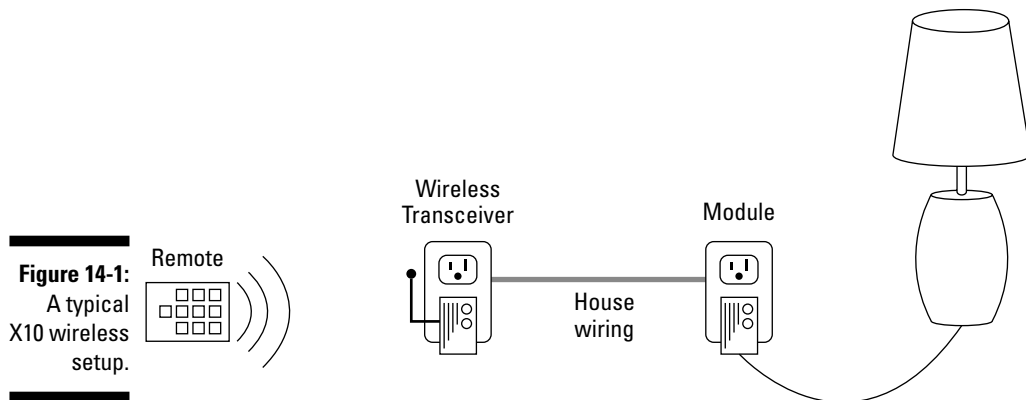 Figure 14-1:
A typical
X10 wireless
setup.
Remote
Wireless
Transceiver
House
wiring
Module